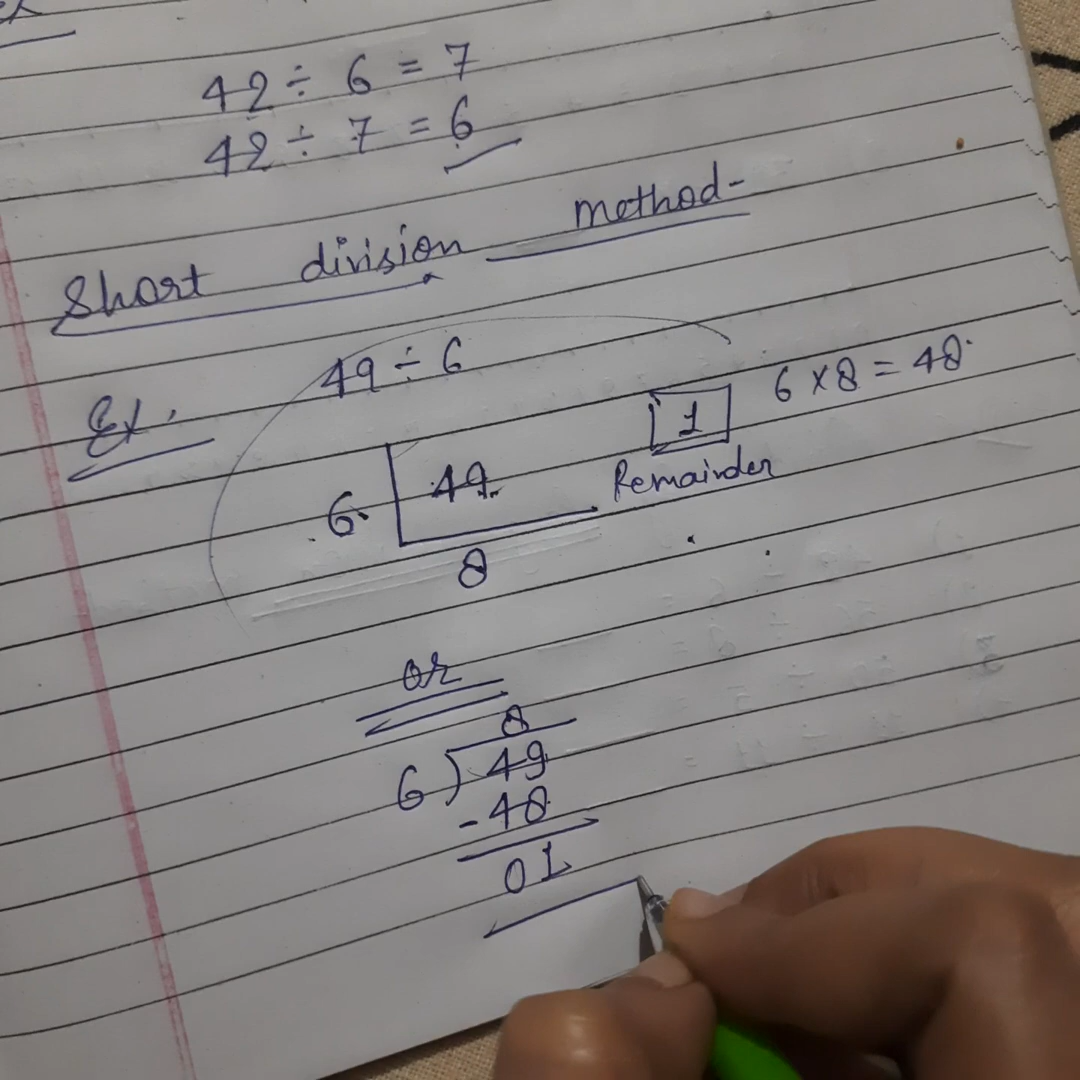 42 ÷ 6 = 7
42 ÷ 7 = 6
Short division method-
Ex.
49 ÷ 6
6 × 8 = 48
1
Remainder
6 49
8
or
8
6 ) 49
- 48
01